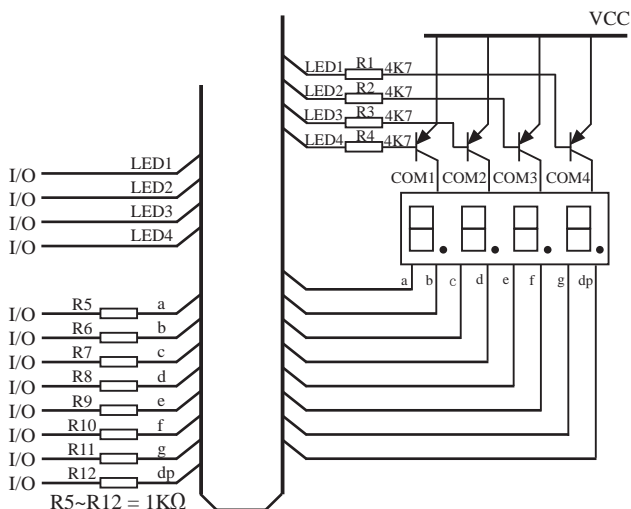 VCC
LED1 R1 4K7
LED2 R2 4K7
LED3 R3 4K7
LED4 R4 4K7
COM1 COM2 COM3 COM4
I/O LED1
I/O LED2
I/O LED3
I/O LED4
a b c d e f g dp
I/O R5 a
I/O R6 b
I/O R7 c
I/O R8 d
I/O R9 e
I/O R10 f
I/O R11 g
I/O R12 dp
R5~R12 = 1KΩ